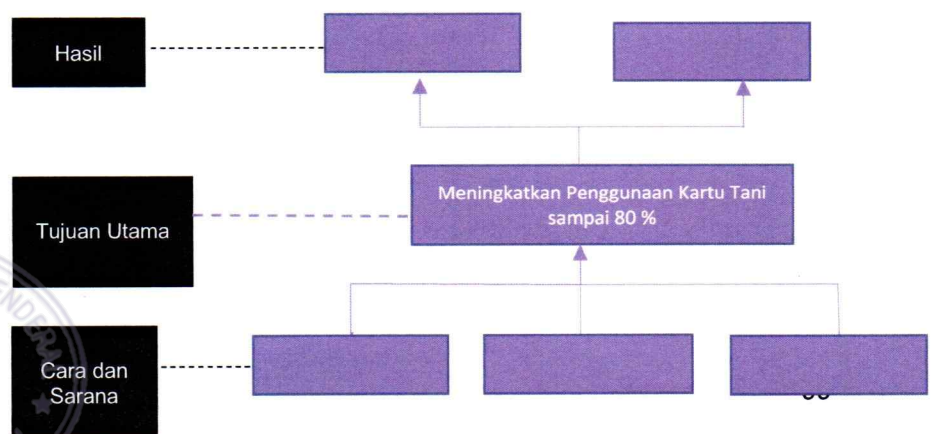 Hasil
Meningkatkan Penggunaan Kartu Tani
sampai 80 %
Tujuan Utama
Cara dan
Sarana